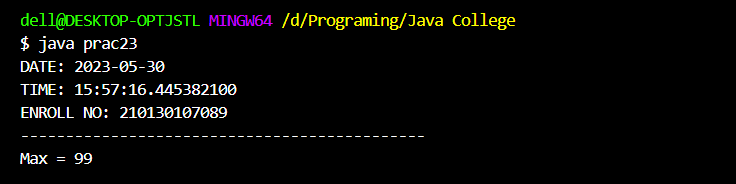 dell@DESKTOP-OPTJSTL MINGW64 /d/Programing/Java College
$ java prac23
DATE: 2023-05-30
TIME: 15:57:16.445382100
ENROLL NO: 210130107089
---------------------------------------------
Max = 99